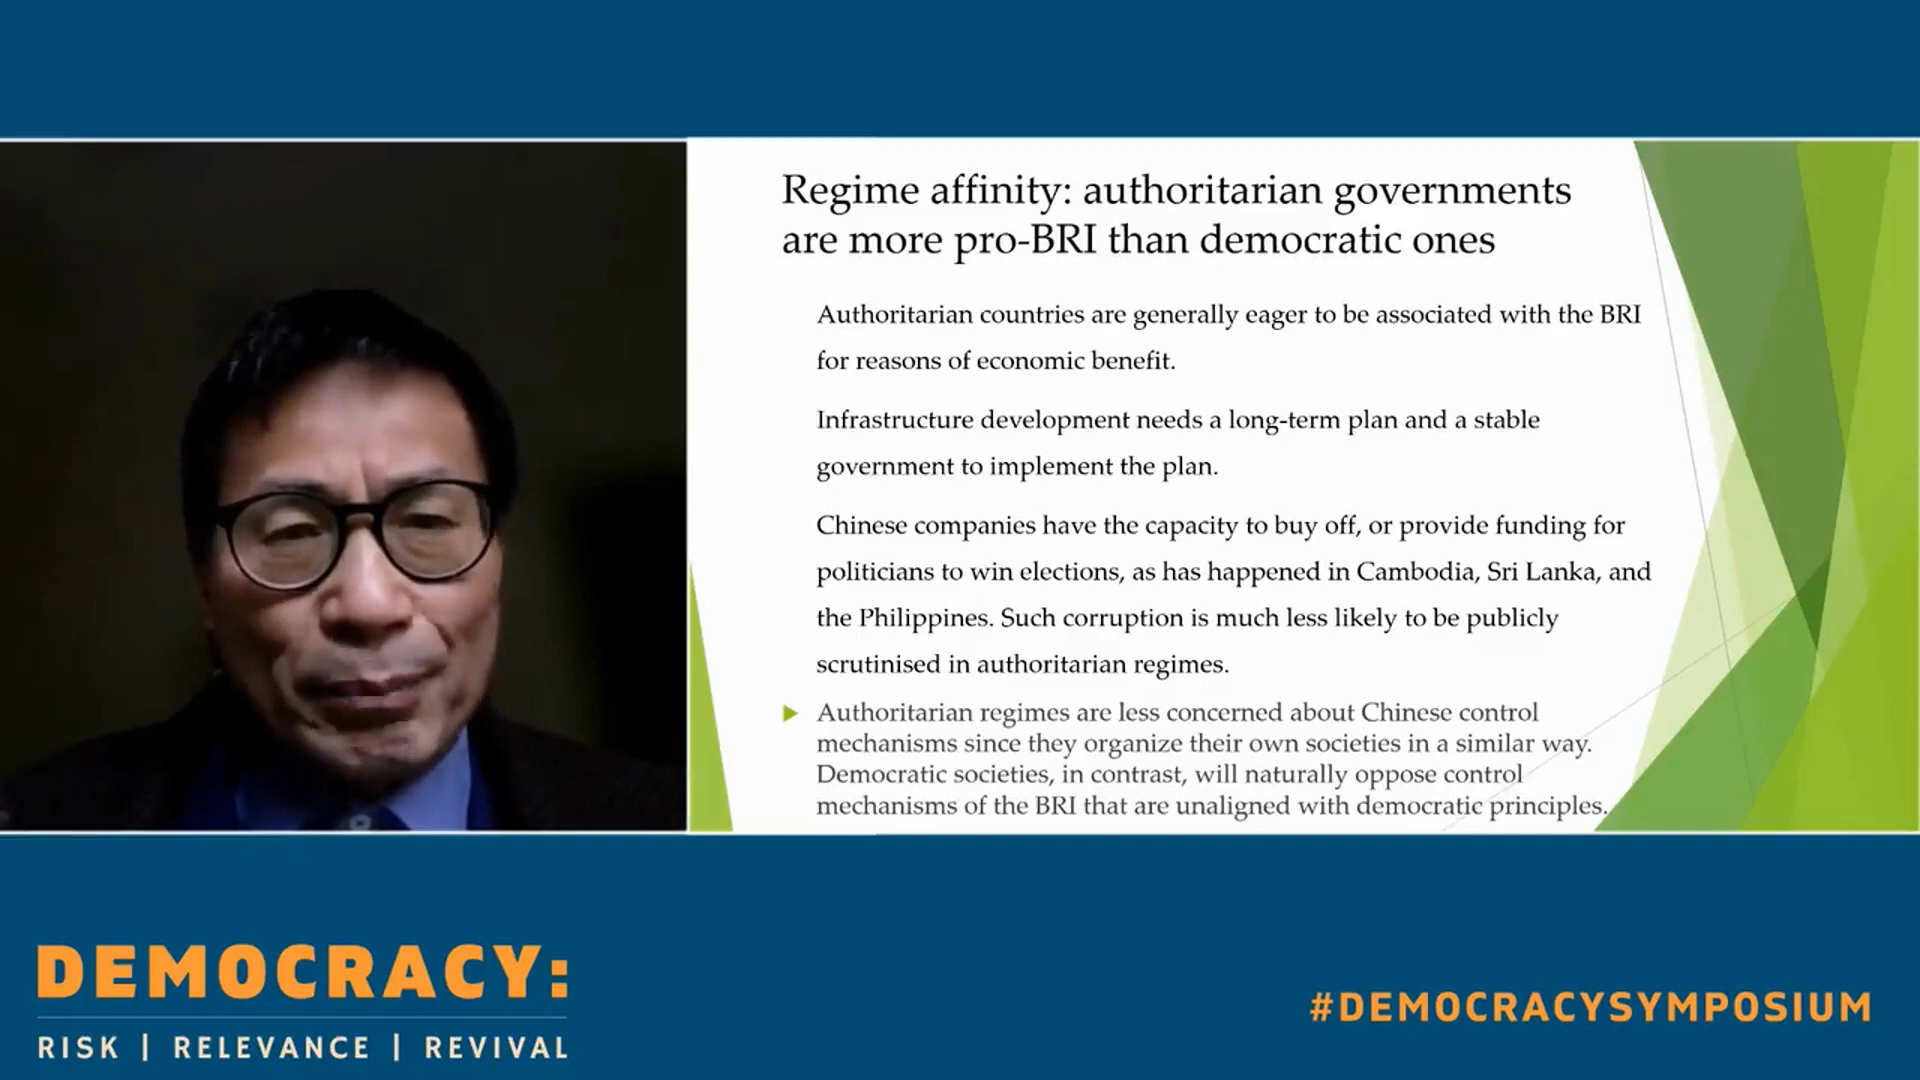 Regime affinity: authoritarian governments
are more pro-BRI than democratic ones
Authoritarian countries are generally eager to be associated with the BRI
for reasons of economic benefit.
Infrastructure development needs a long-term plan and a stable
government to implement the plan.
Chinese companies have the capacity to buy off, or provide funding for
politicians to win elections, as has happened in Cambodia, Sri Lanka, and
the Philippines. Such corruption is much less likely to be publicly
scrutinised in authoritarian regimes.
Authoritarian regimes are less concerned about Chinese control
mechanisms since they organize their own societies in a similar way.
Democratic societies, in contrast, will naturally oppose control
mechanisms of the BRI that are unaligned with democratic principles.
DEMOCRACY:
RISK | RELEVANCE | REVIVAL
#DEMOCRACYSYMPOSIUM